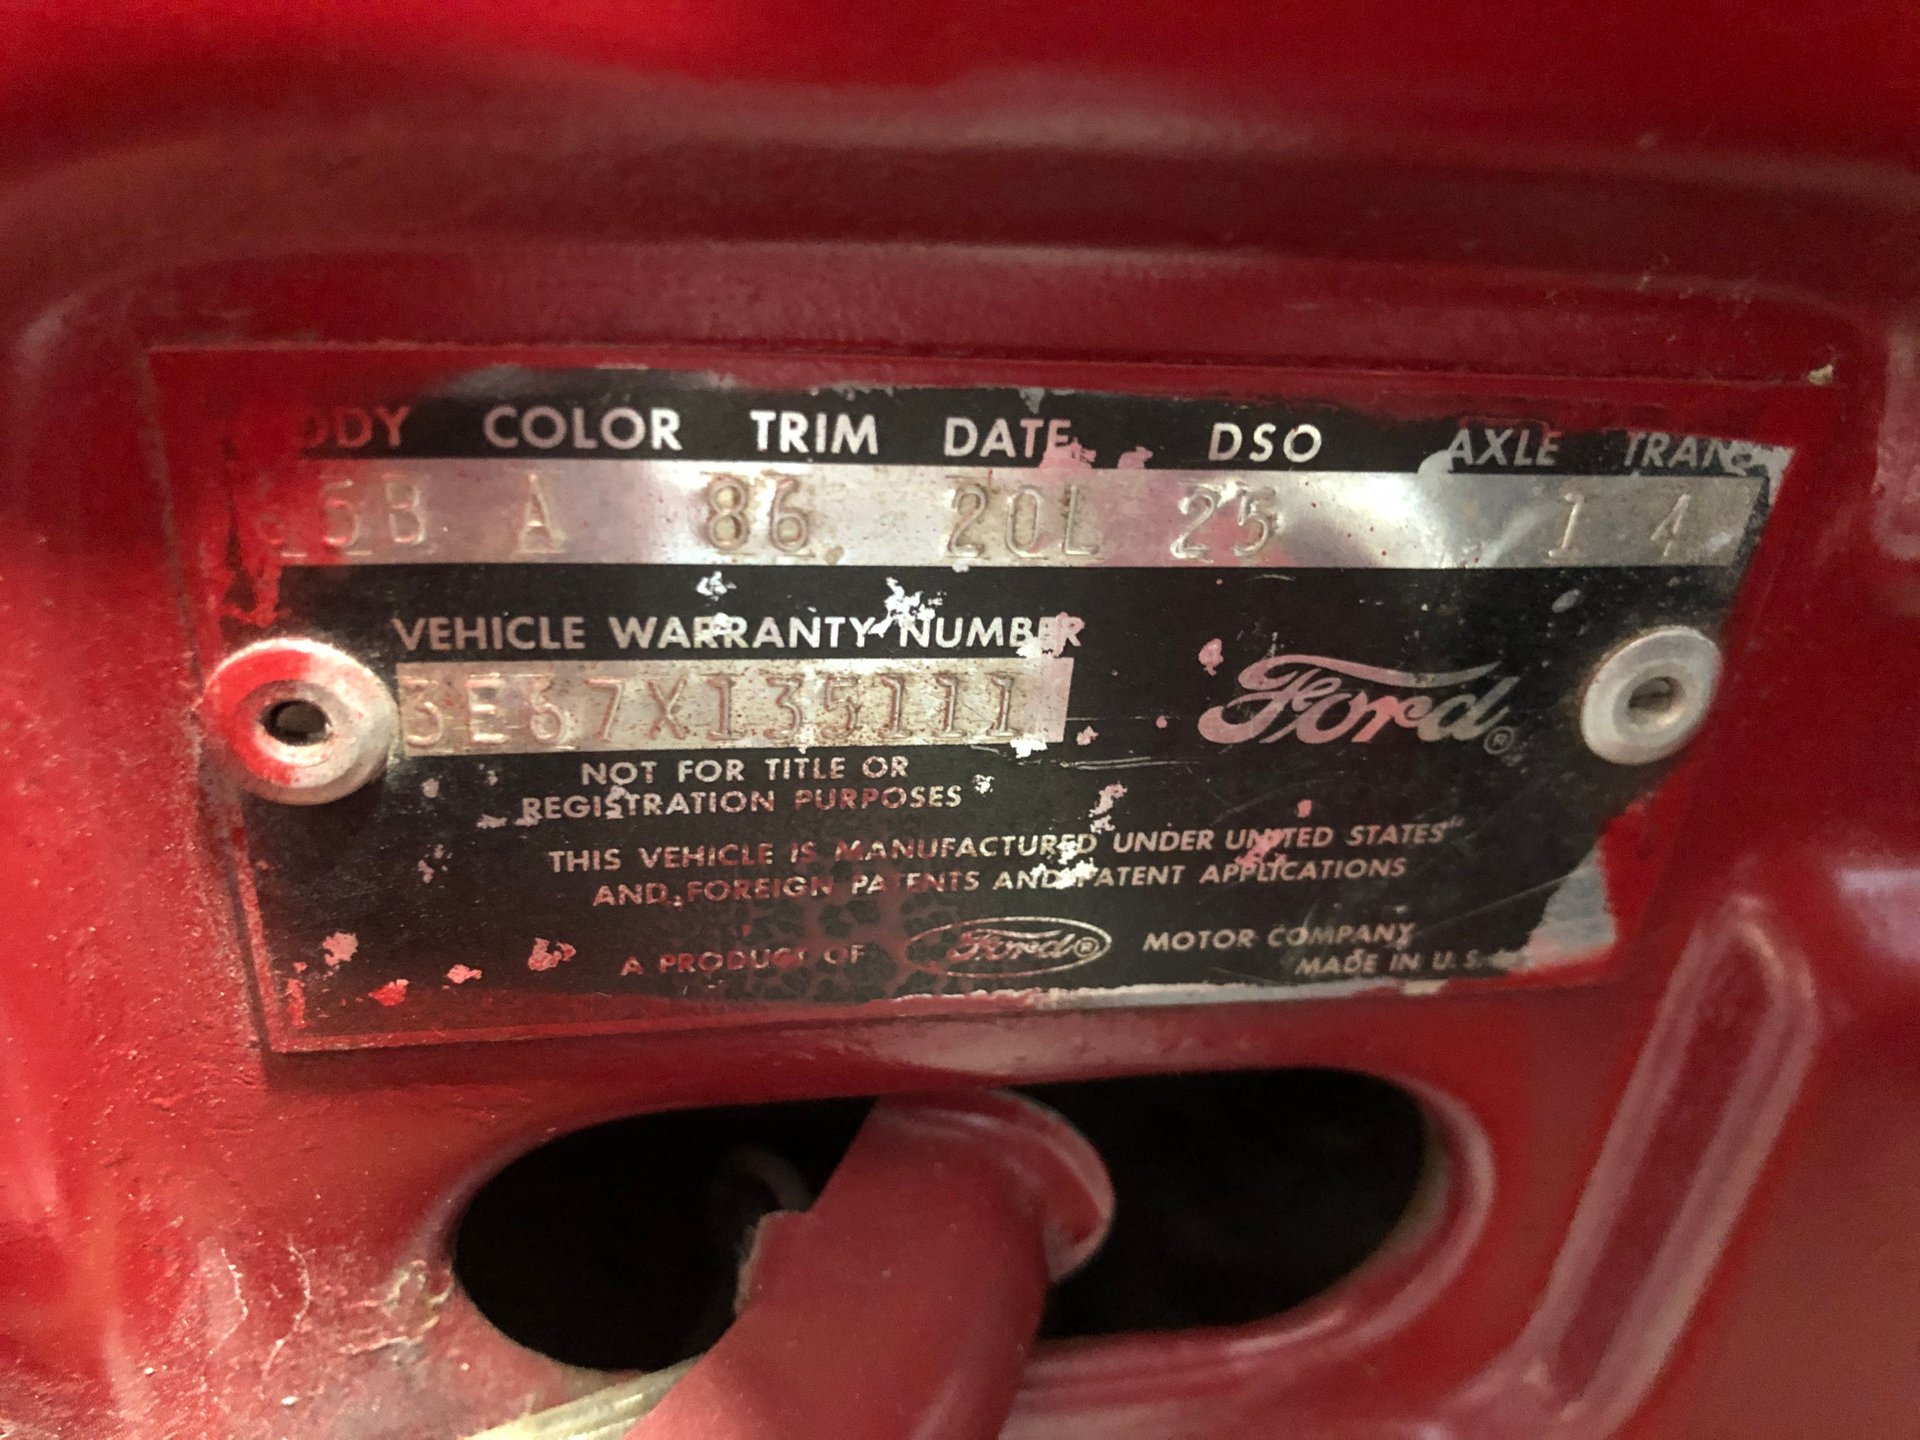 ODY COLOR TRIM DATE DSO AXLE TRANS
65B A 86 20L 25 1 4
VEHICLE WARRANTY NUMBER
3E67X135111
Ford®
NOT FOR TITLE OR
REGISTRATION PURPOSES
THIS VEHICLE IS MANUFACTURED UNDER UNITED STATES
AND FOREIGN PATENTS AND PATENT APPLICATIONS
A PRODUCT OF Ford® MOTOR COMPANY
MADE IN U.S.